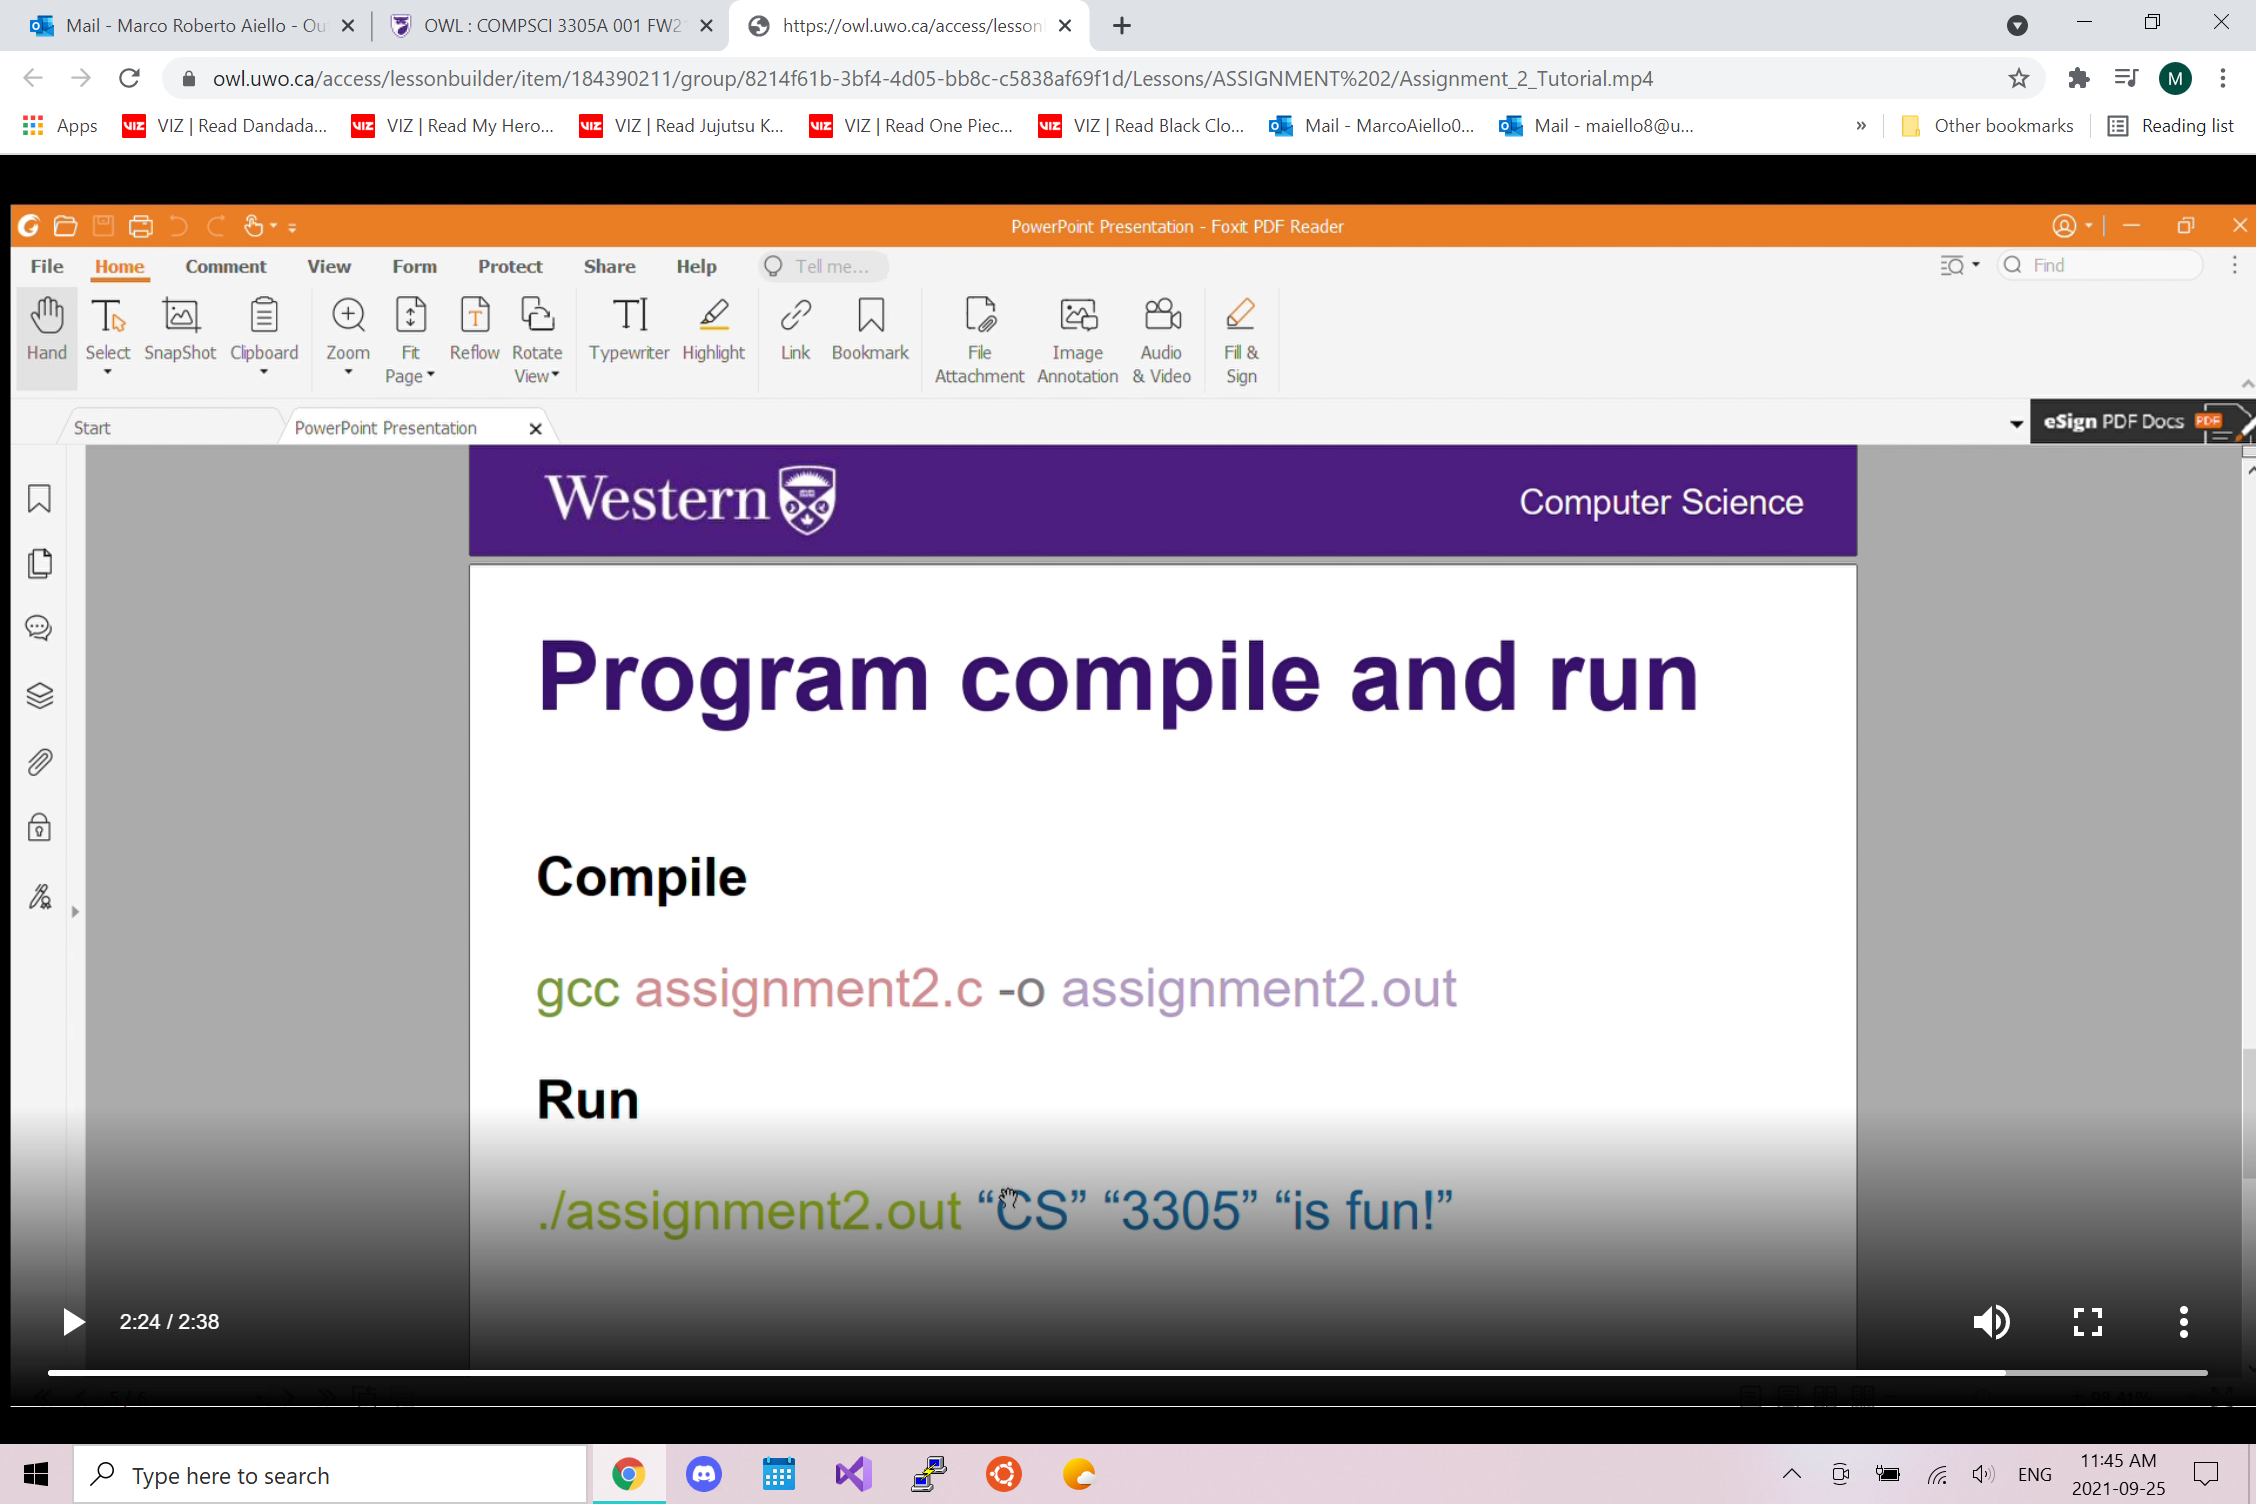 Mail - Marco Roberto Aiello - Ou
OWL : COMPSCI 3305A 001 FW2
https://owl.uwo.ca/access/lesson
owl.uwo.ca/access/lessonbuilder/item/184390211/group/8214f61b-3bf4-4d05-bb8c-c5838af69f1d/Lessons/ASSIGNMENT%202/Assignment_2_Tutorial.mp4
M
Apps
VIZ | Read Dandada...
VIZ | Read My Hero...
VIZ | Read Jujutsu K...
VIZ | Read One Piec...
VIZ | Read Black Clo...
Mail - MarcoAiello0...
Mail - maiello8@u...
»
Other bookmarks
Reading list
PowerPoint Presentation - Foxit PDF Reader
File Home Comment View Form Protect Share Help Tell me... Find
Hand
Select
SnapShot
Clipboard
Zoom
Fit Page
Reflow
Rotate View
Typewriter
Highlight
Link
Bookmark
File Attachment
Image Annotation
Audio & Video
Fill & Sign
Start
PowerPoint Presentation
eSign PDF Docs
PDF
Western
Computer Science
Program compile and run
Compile
gcc assignment2.c -o assignment2.out
Run
./assignment2.out “CS” “3305” “is fun!”
2:24 / 2:38
Type here to search
ENG
11:45 AM
2021-09-25